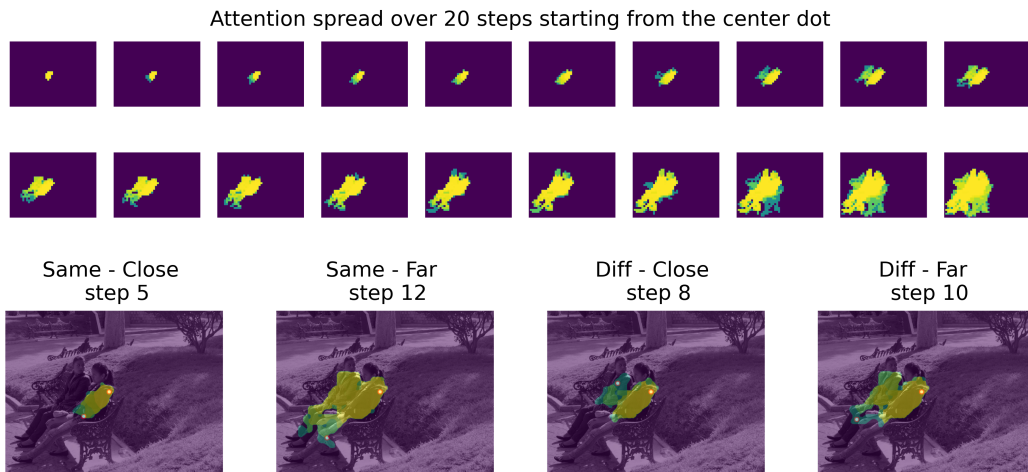 Attention spread over 20 steps starting from the center dot
Same - Close
step 5
Same - Far
step 12
Diff - Close
step 8
Diff - Far
step 10